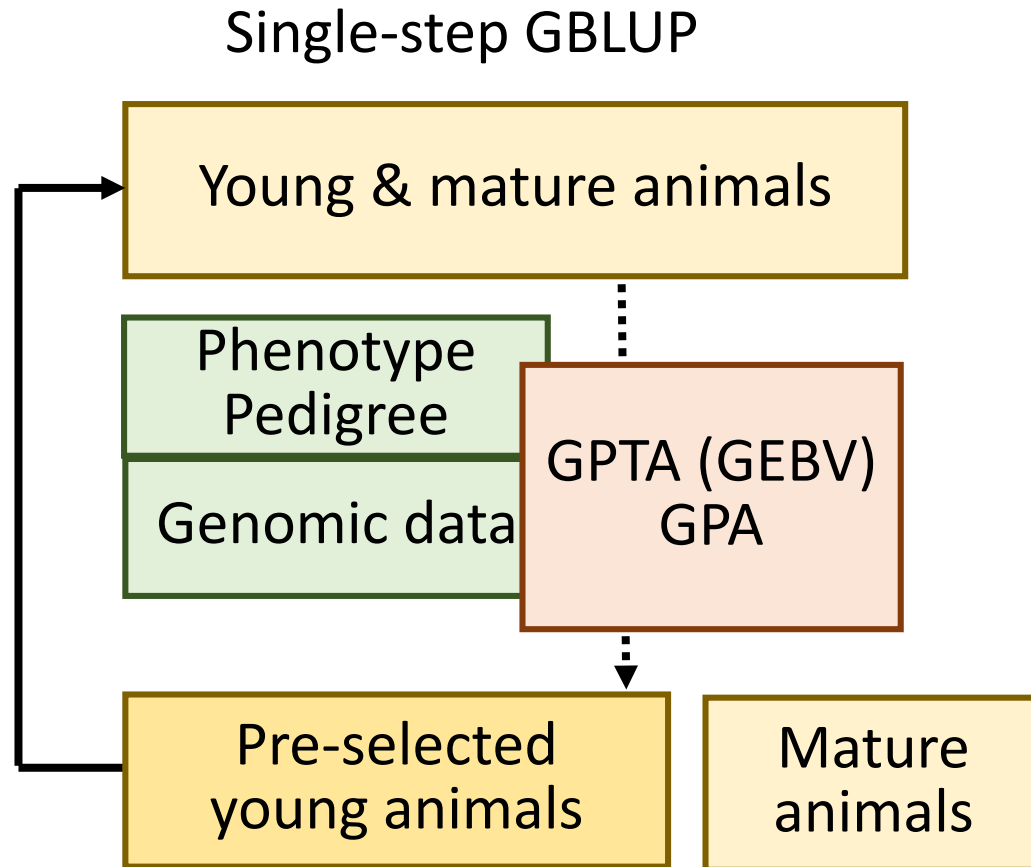 Single-step GBLUP
Young & mature animals
Phenotype
Pedigree
Genomic data
GPTA (GEBV)
GPA
Pre-selected
young animals
Mature
animals